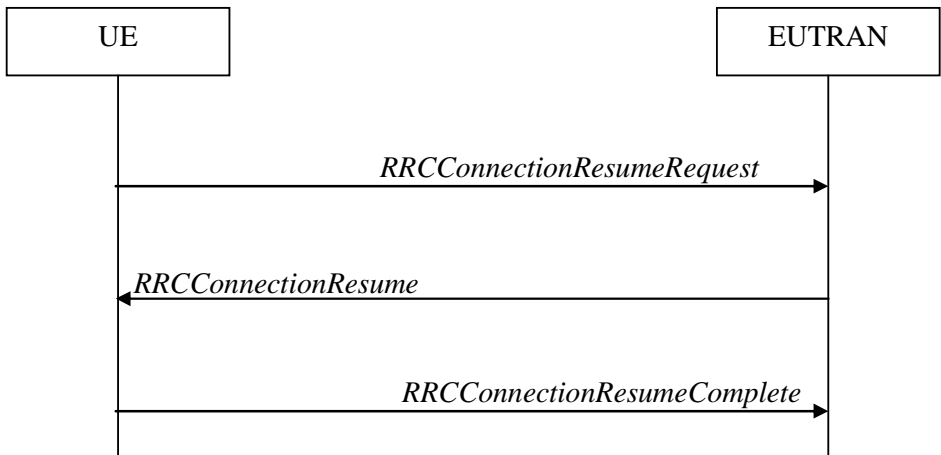 UE
EUTRAN
RRCConnectionResumeRequest
RRCConnectionResume
RRCConnectionResumeComplete